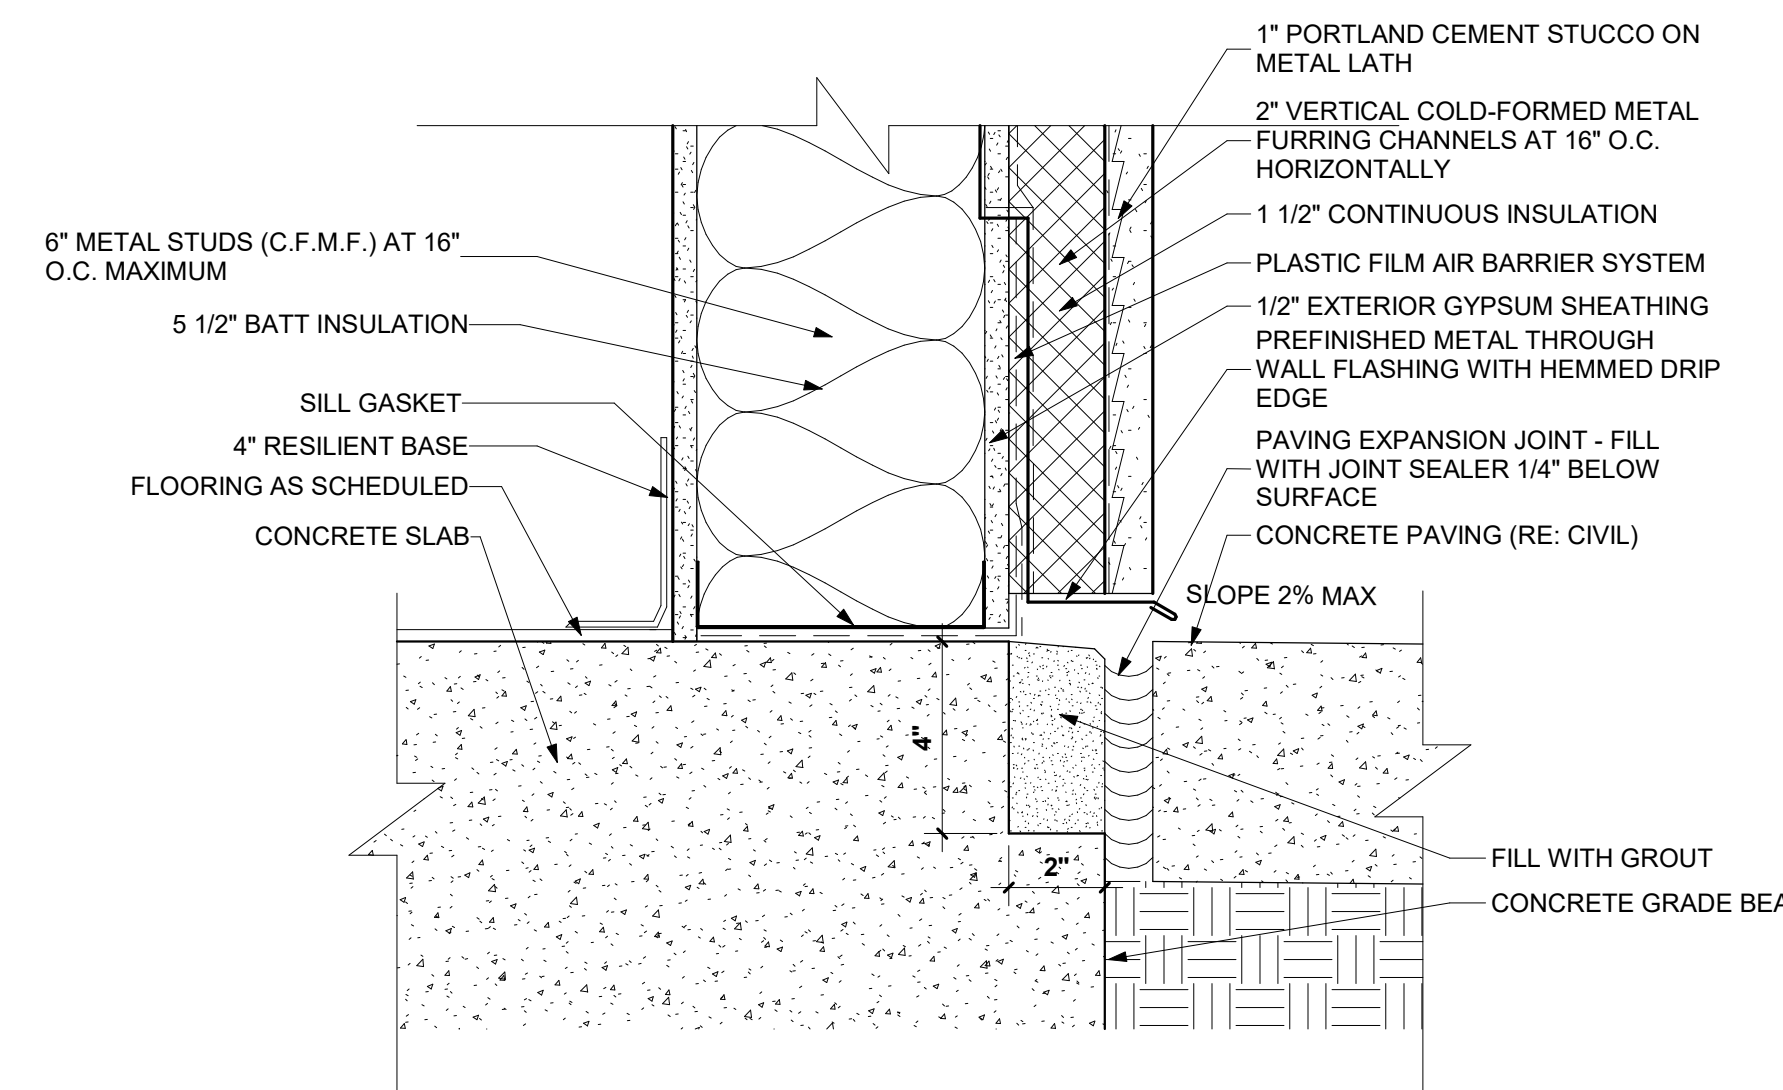 1" PORTLAND CEMENT STUCCO ON
METAL LATH
2" VERTICAL COLD-FORMED METAL
FURRING CHANNELS AT 16" O.C.
HORIZONTALLY
1 1/2" CONTINUOUS INSULATION
PLASTIC FILM AIR BARRIER SYSTEM
1/2" EXTERIOR GYPSUM SHEATHING
PREFINISHED METAL THROUGH
WALL FLASHING WITH HEMMED DRIP
EDGE
PAVING EXPANSION JOINT - FILL
WITH JOINT SEALER 1/4" BELOW
SURFACE
CONCRETE PAVING (RE: CIVIL)
SLOPE 2% MAX
6" METAL STUDS (C.F.M.F.) AT 16"
O.C. MAXIMUM
5 1/2" BATT INSULATION
SILL GASKET
4" RESILIENT BASE
FLOORING AS SCHEDULED
CONCRETE SLAB
4"
2"
FILL WITH GROUT
CONCRETE GRADE BEA